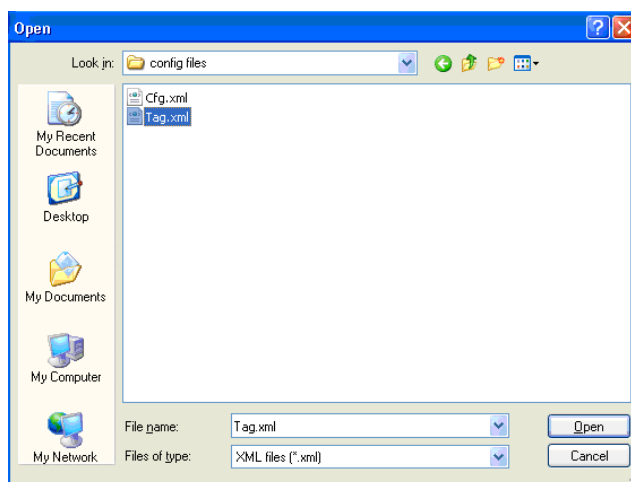 Open
Look in: config files
Cfg.xml
Tag.xml
My Recent
Documents
Desktop
My Documents
My Computer
My Network
File name: Tag.xml Open
Files of type: XML files (*.xml) Cancel